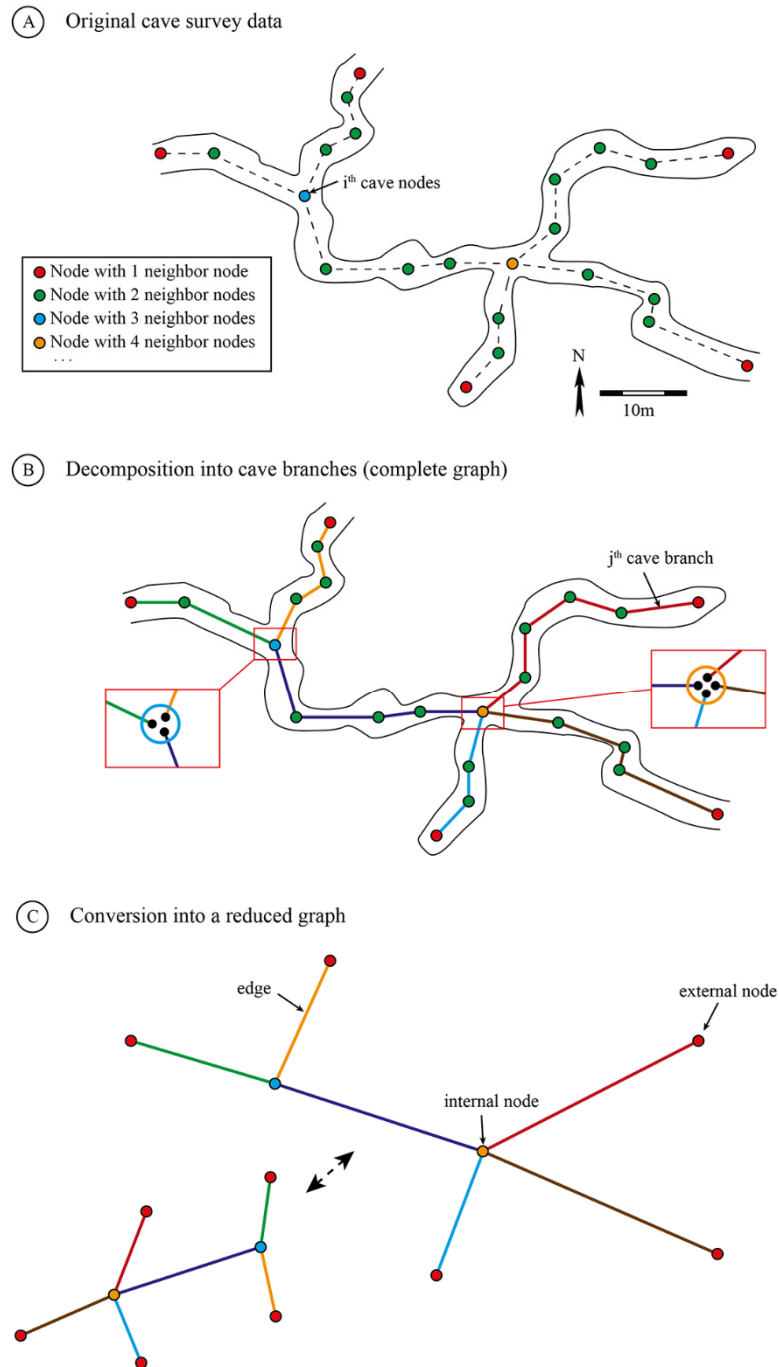 A Original cave survey data
i^th cave nodes
Node with 1 neighbor node
Node with 2 neighbor nodes
Node with 3 neighbor nodes
Node with 4 neighbor nodes
...
N
10m
B Decomposition into cave branches (complete graph)
j^th cave branch
C Conversion into a reduced graph
edge
external node
internal node